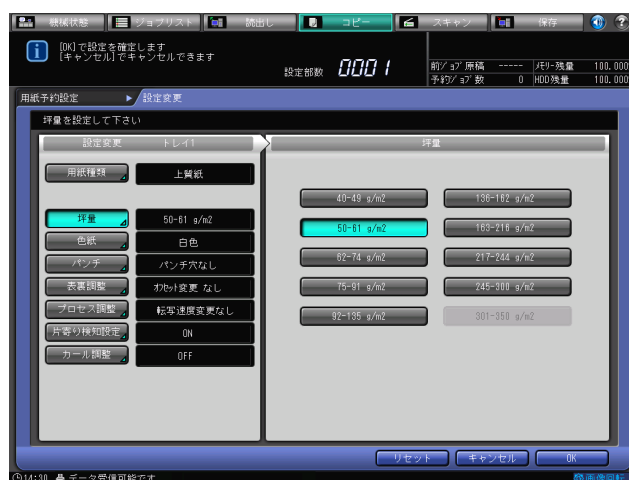 機械状態 ジョブリスト 読出し コピー スキャン 保存
[OK]で設定を確定します
[キャンセル]でキャンセルできます
設定部数 0001
前ジョブ原稿 ----- メモリー残量 100.000
予約ジョブ数 0 HDD残量 100.000
用紙予約設定 設定変更
坪量を設定して下さい
設定変更 トレイ1
坪量
用紙種類 上質紙
坪量 50-61 g/m2
色紙 白色
パンチ パンチ穴なし
表裏調整 オフセット変更 なし
プロセス調整 転写速度変更なし
片寄り検知設定 ON
カール調整 OFF
40-49 g/m2
50-61 g/m2
62-74 g/m2
75-91 g/m2
92-135 g/m2
136-162 g/m2
163-216 g/m2
217-244 g/m2
245-300 g/m2
301-350 g/m2
リセット キャンセル OK
14:30 データ受信可能です
画像回転